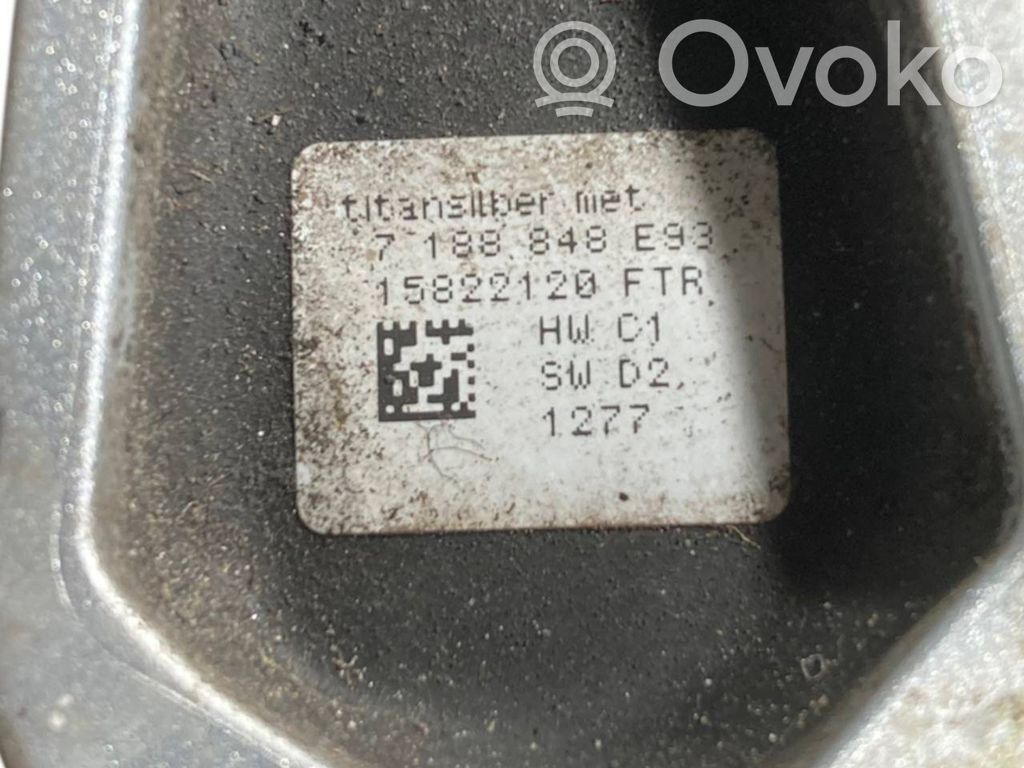 Ovoko
titansilber met
7 188 848 E93
15822120 FTR
HW C1
SW D2
1277